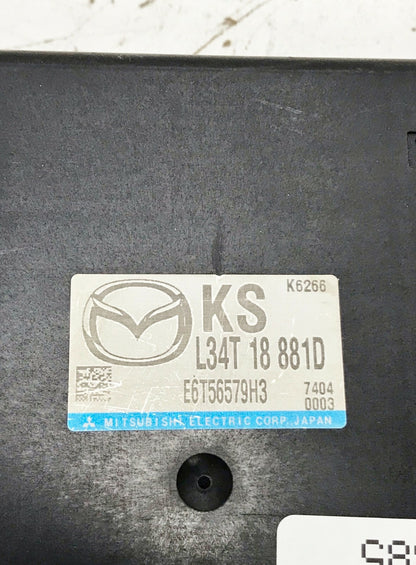 K6266
KS
L34T 18 881D
E6T56579H3 7404
0003
MITSUBISHI ELECTRIC CORP. JAPAN